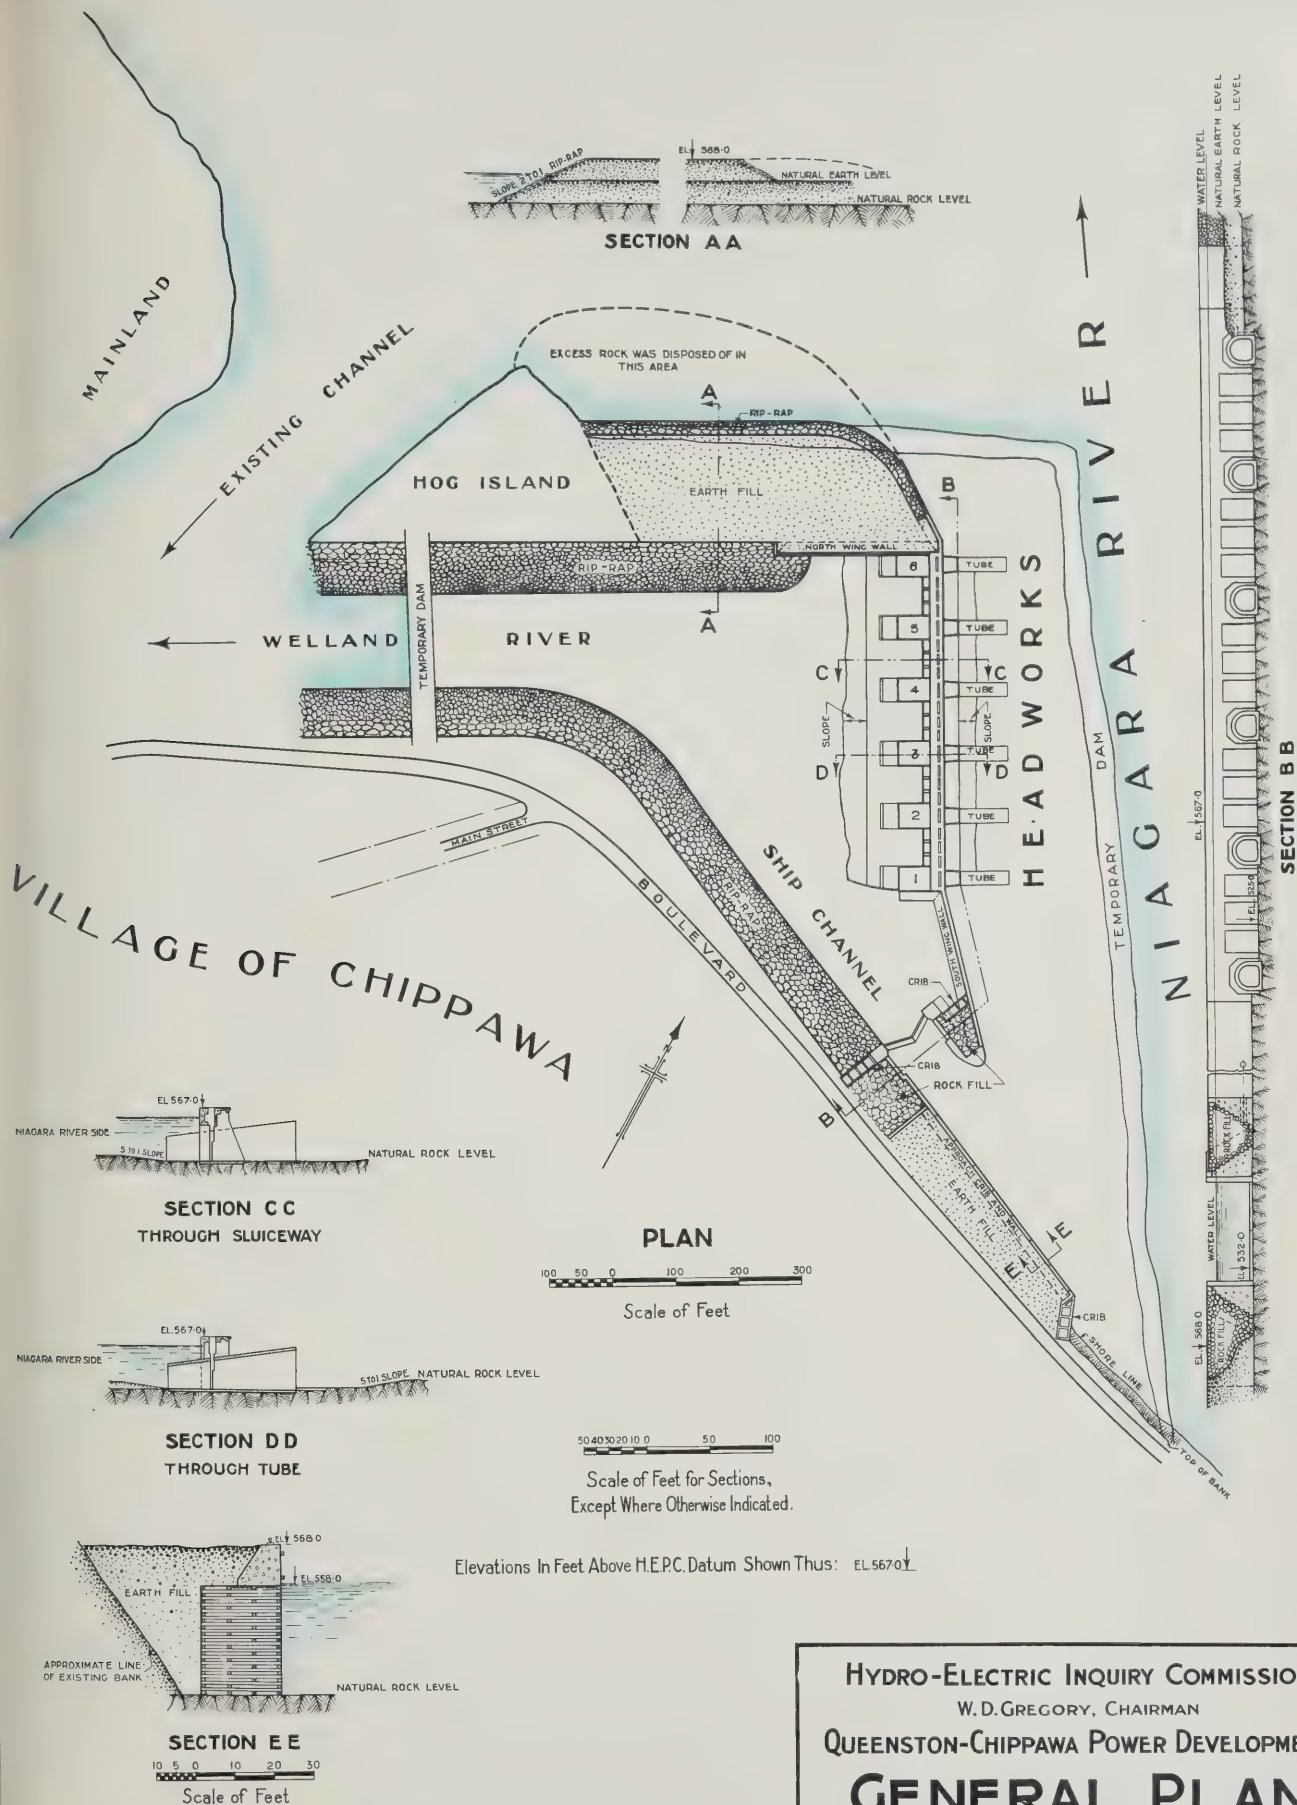 EL. 568·0
SLOPE 2 TO 1 RIP-RAP
NATURAL EARTH LEVEL
NATURAL ROCK LEVEL
SECTION AA
WATER LEVEL
NATURAL EARTH LEVEL
NATURAL ROCK LEVEL
MAINLAND
EXISTING CHANNEL
EXCESS ROCK WAS DISPOSED OF IN
THIS AREA
A
RIP-RAP
HOG ISLAND
EARTH FILL
B
NORTH WING WALL
RIP-RAP
TEMPORARY DAM
A
WELLAND RIVER
6 TUBE
5 TUBE
C C
4 TUBE
SLOPE
SLOPE
3 TUBE
D D
2 TUBE
1 TUBE
HEADWORKS
NIAGARA RIVER
TEMPORARY DAM
EL. 567·0
EL. 525·0
SECTION BB
MAIN STREET
BOULEVARD
RIP-RAP
SHIP CHANNEL
SOUTH WING WALL
VILLAGE OF CHIPPAWA
CRIB
CRIB
ROCK FILL
B
N
APPROACH CRIB AND WALL
EARTH FILL
E
E
CRIB
SHORE LINE
TOP OF BANK
ROCK FILL
WATER LEVEL
EL. 532·0
EL. 568·0
ROCK FILL
EL 567·0
NIAGARA RIVER SIDE
5 TO 1 SLOPE
NATURAL ROCK LEVEL
SECTION CC
THROUGH SLUICEWAY
PLAN
100 50 0 100 200 300
Scale of Feet
EL.567·0
NIAGARA RIVER SIDE
5 TO 1 SLOPE NATURAL ROCK LEVEL
SECTION DD
THROUGH TUBE
50 40 30 20 10 0 50 100
Scale of Feet for Sections,
Except Where Otherwise Indicated.
Elevations In Feet Above H.E.P.C. Datum Shown Thus: EL.567·0
EL. 568·0
EL. 558·0
EARTH FILL
APPROXIMATE LINE
OF EXISTING BANK
NATURAL ROCK LEVEL
SECTION EE
10 5 0 10 20 30
Scale of Feet
HYDRO-ELECTRIC INQUIRY COMMISSIO
W. D. GREGORY, CHAIRMAN
QUEENSTON-CHIPPAWA POWER DEVELOPME
GENERAL PLAN